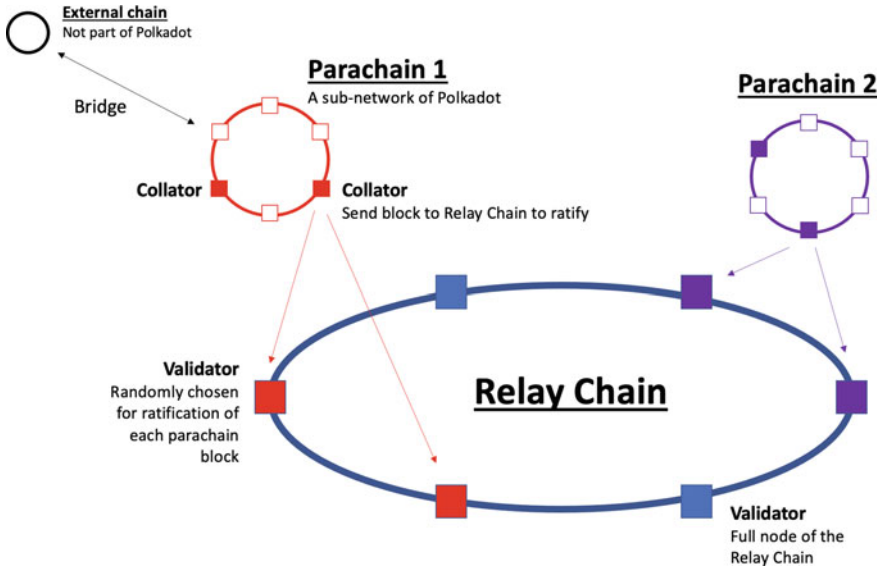 External chain
Not part of Polkadot
Bridge
Parachain 1
A sub-network of Polkadot
Parachain 2
Collator
Collator
Send block to Relay Chain to ratify
Validator
Randomly chosen
for ratification of
each parachain
block
Relay Chain
Validator
Full node of the
Relay Chain